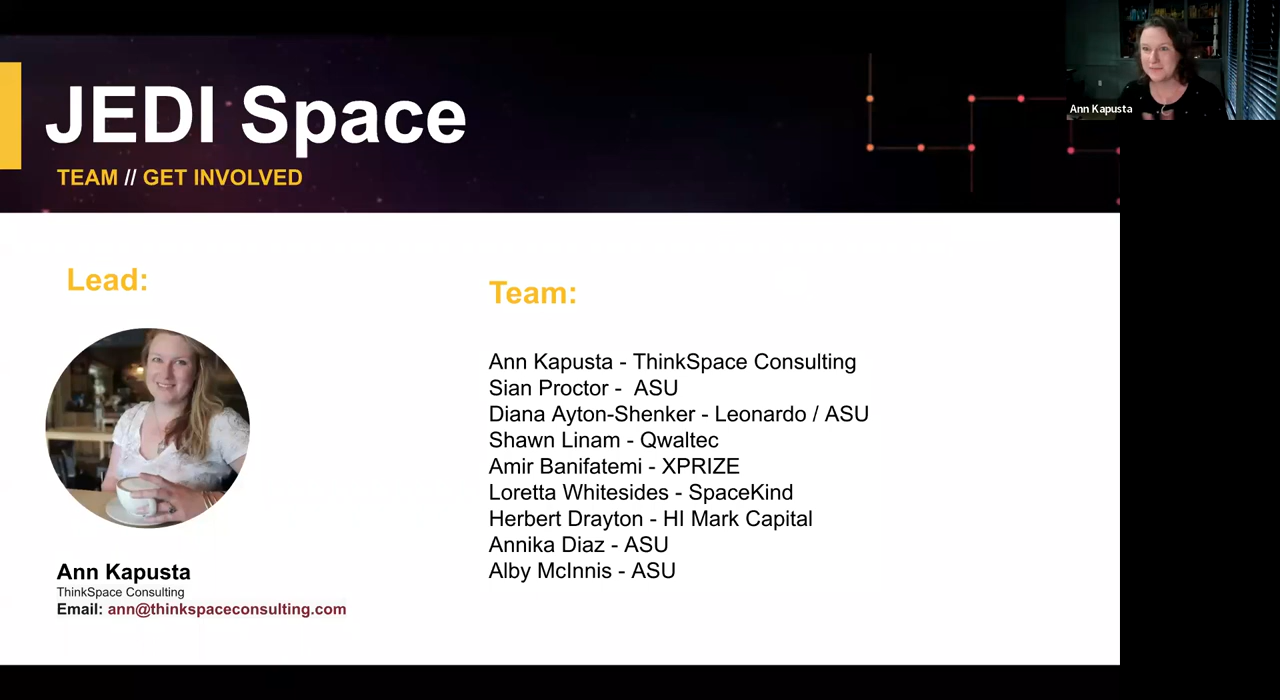 JEDI Space
TEAM // GET INVOLVED
Ann Kapusta
Lead:
Ann Kapusta
ThinkSpace Consulting
Email: ann@thinkspaceconsulting.com
Team:
Ann Kapusta - ThinkSpace Consulting
Sian Proctor - ASU
Diana Ayton-Shenker - Leonardo / ASU
Shawn Linam - Qwaltec
Amir Banifatemi - XPRIZE
Loretta Whitesides - SpaceKind
Herbert Drayton - HI Mark Capital
Annika Diaz - ASU
Alby McInnis - ASU